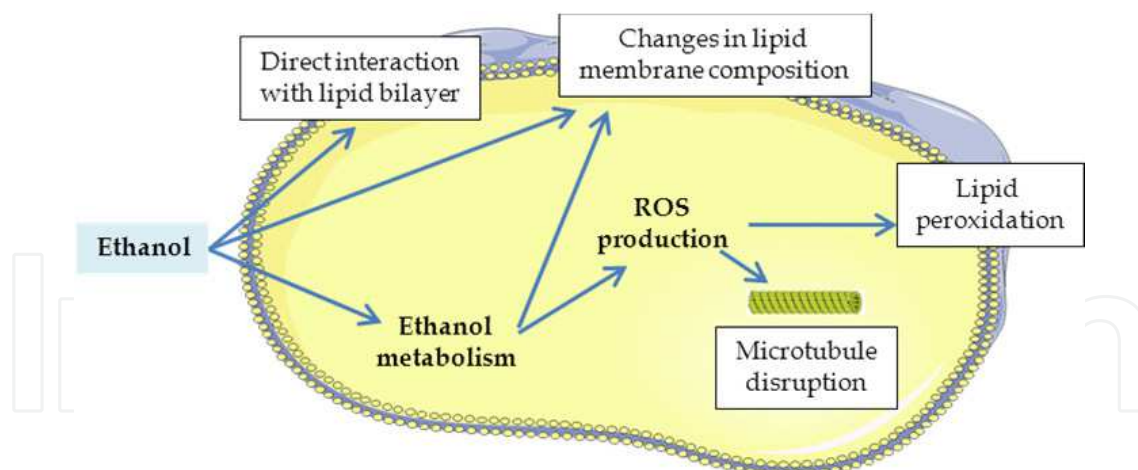 Direct interaction
with lipid bilayer
Changes in lipid
membrane composition
Lipid
peroxidation
ROS
production
Ethanol
Ethanol
metabolism
Microtubule
disruption